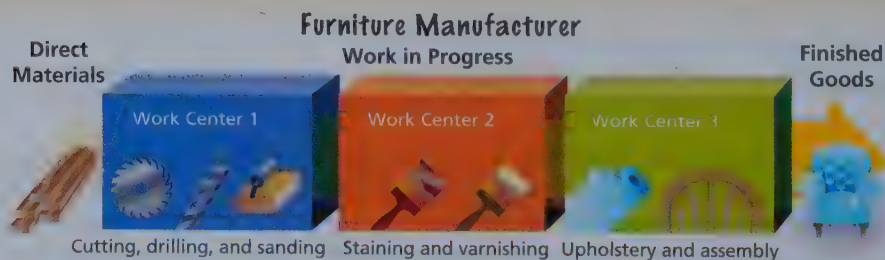 Furniture Manufacturer
Direct Materials
Work in Progress
Finished Goods
Work Center 1
Work Center 2
Work Center 3
Cutting, drilling, and sanding
Staining and varnishing
Upholstery and assembly